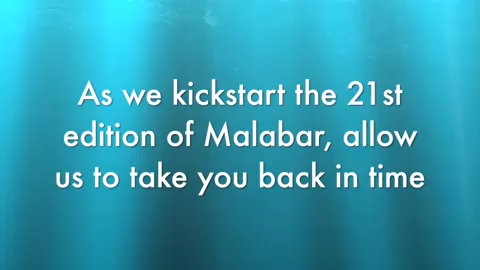 As we kickstart the 21st
edition of Malabar, allow
us to take you back in time